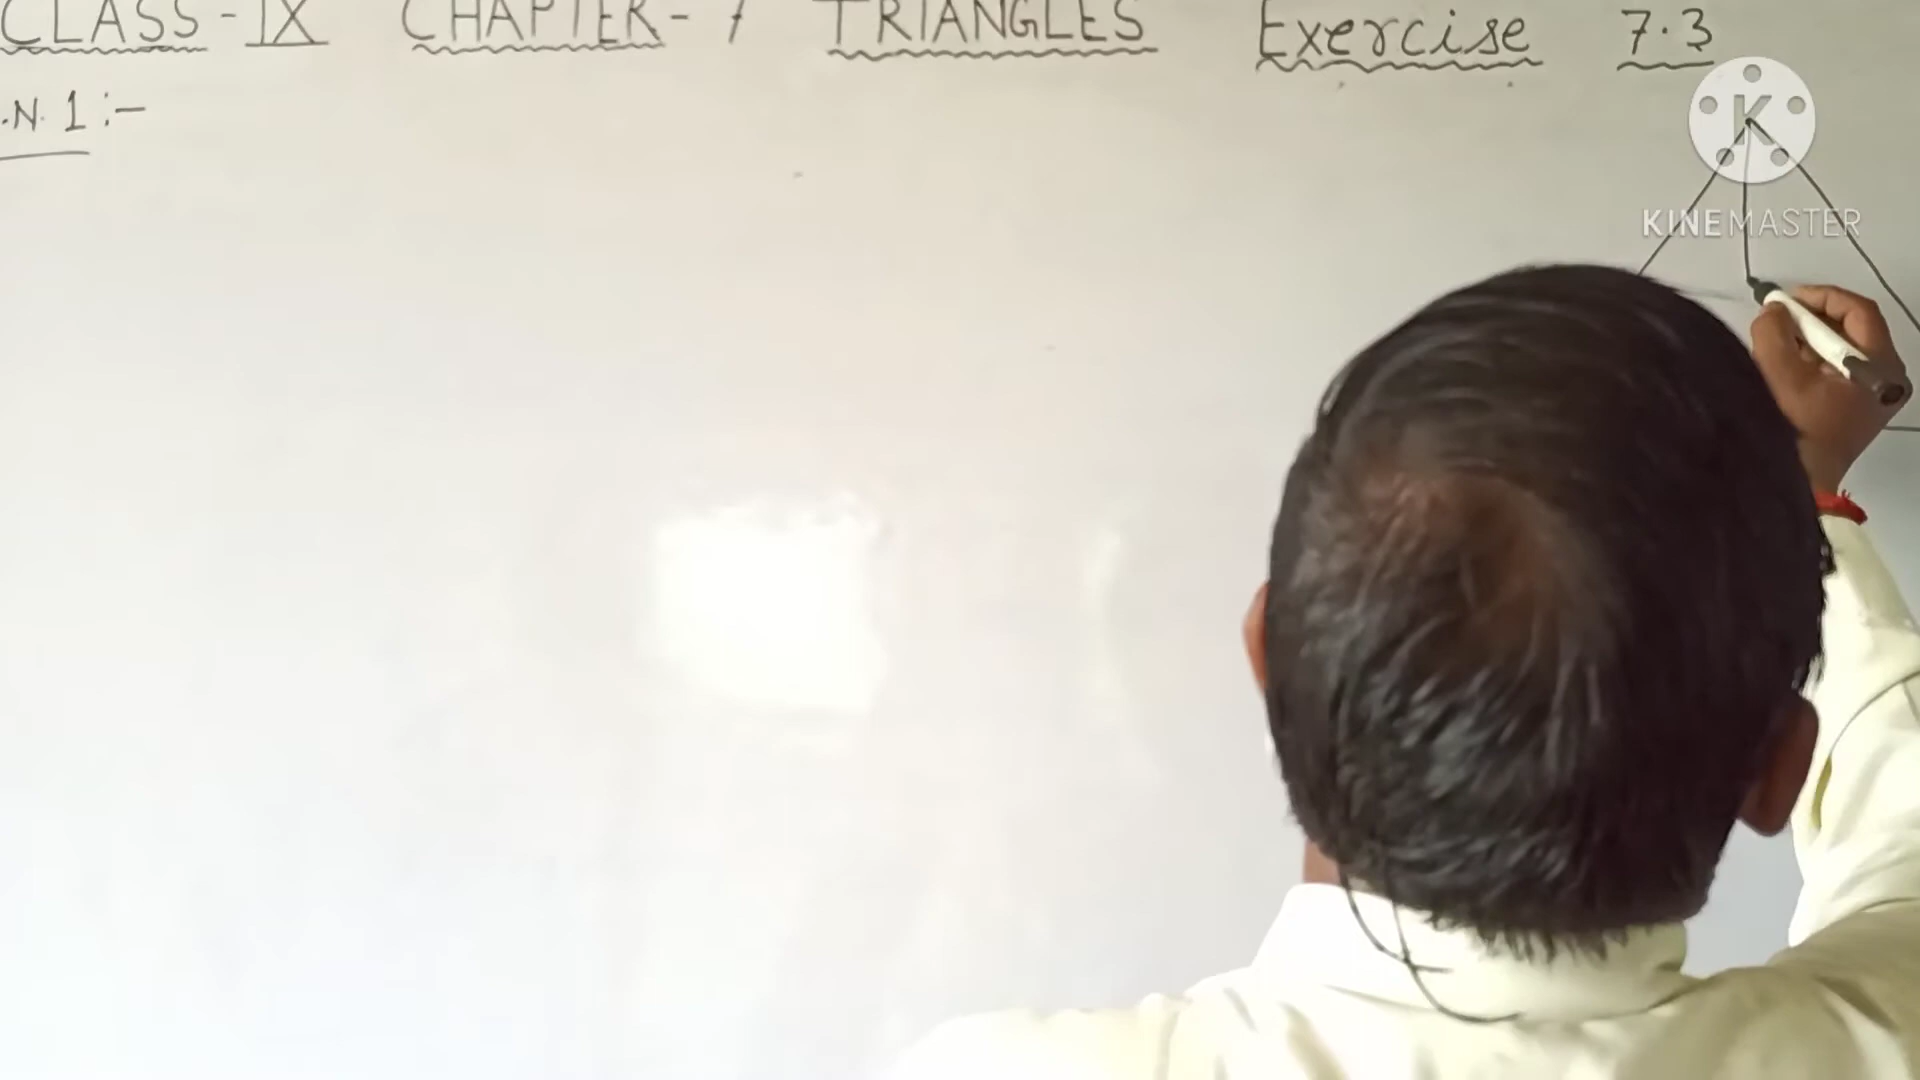 CLASS-IX CHAPTER-7 TRIANGLES Exercise 7.3
.N. 1:-
K
KINEMASTER